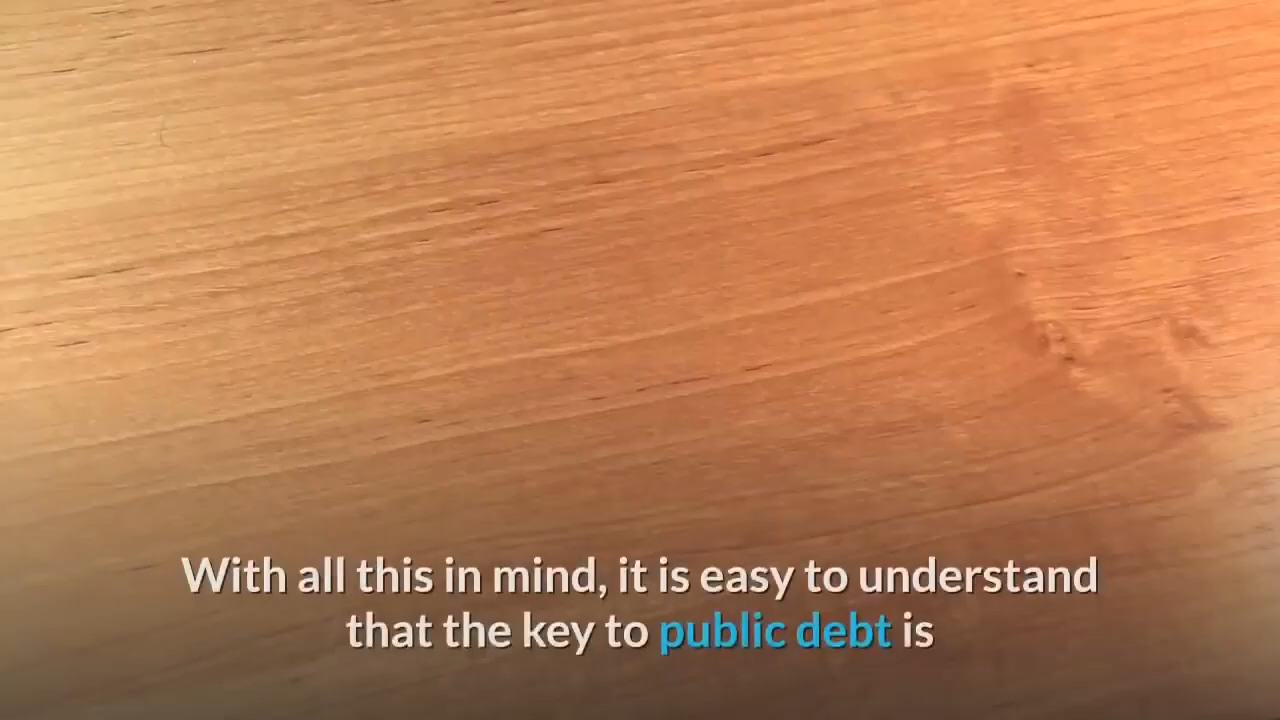 With all this in mind, it is easy to understand
that the key to public debt is